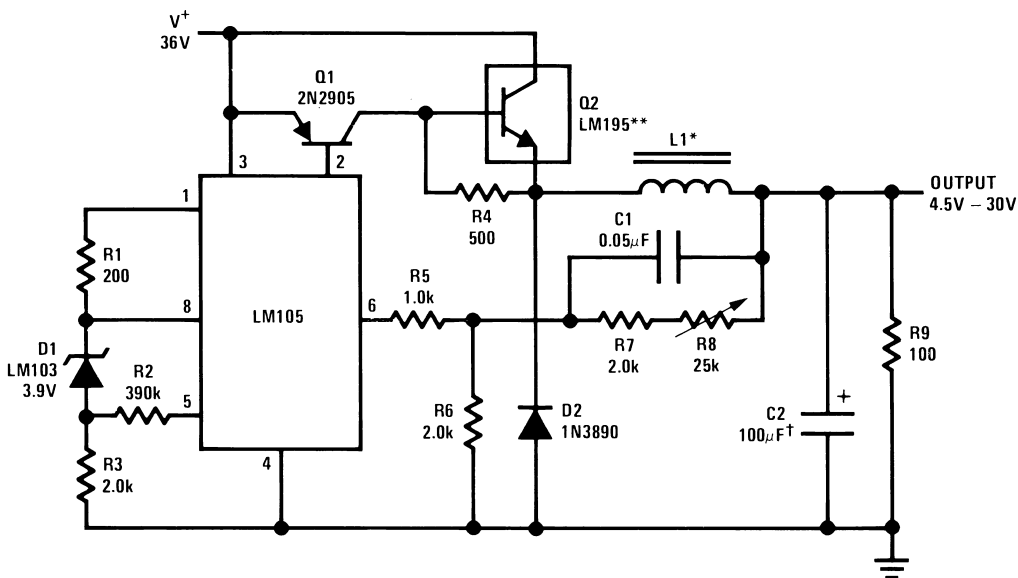 V+
36V
Q1
2N2905
Q2
LM195**
L1*
OUTPUT
4.5V – 30V
3
2
1
R4
500
C1
0.05μF
R1
200
R5
1.0k
8
LM105
6
R7
2.0k
R8
25k
R9
100
D1
LM103
3.9V
R2
390k
5
R6
2.0k
D2
1N3890
+
C2
100μF†
R3
2.0k
4